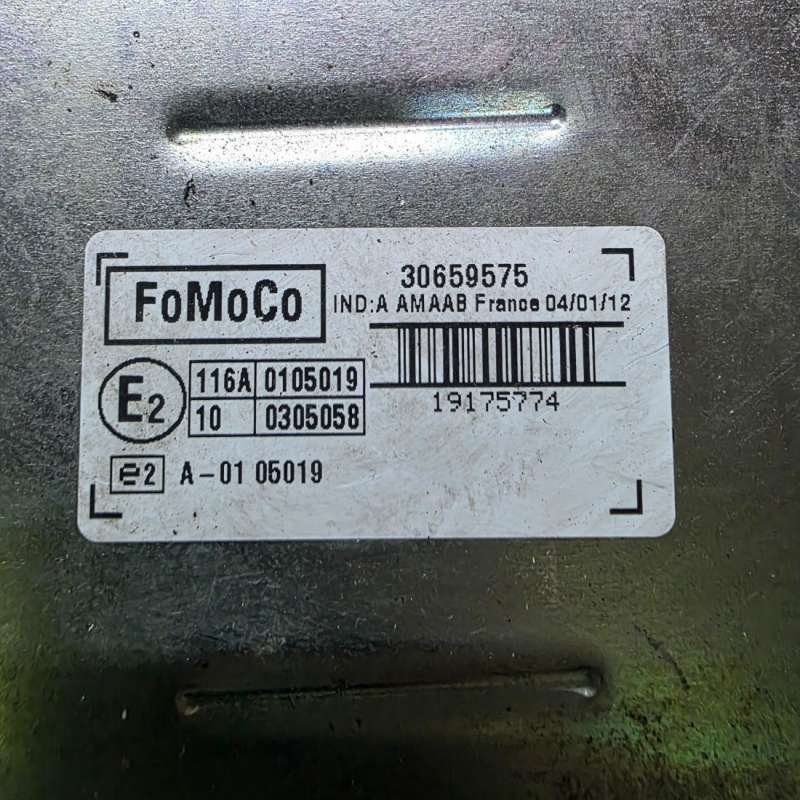 FoMoCo
30659575
IND:A AMAAB France 04/01/12
E2
116A 0105019
10 0305058
19175774
e2 A-01 05019